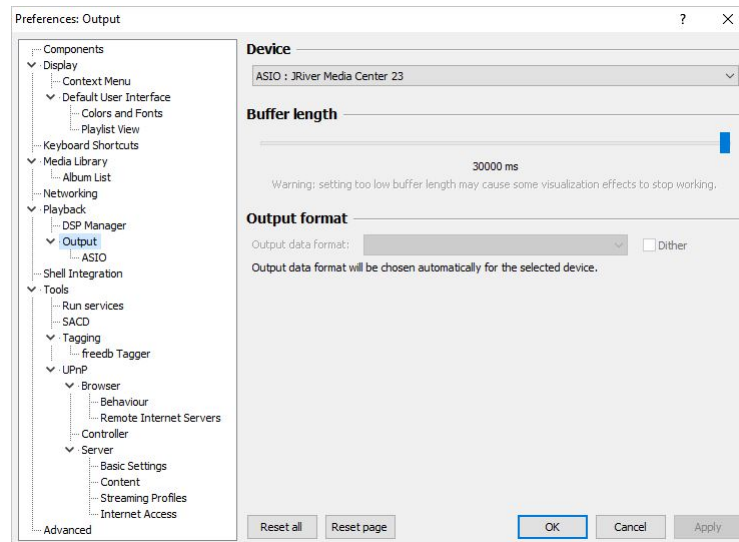 Preferences: Output
?
Components
Display
Context Menu
Default User Interface
Colors and Fonts
Playlist View
Keyboard Shortcuts
Media Library
Album List
Networking
Playback
DSP Manager
Output
ASIO
Shell Integration
Tools
Run services
SACD
Tagging
freedb Tagger
UPnP
Browser
Behaviour
Remote Internet Servers
Controller
Server
Basic Settings
Content
Streaming Profiles
Internet Access
Advanced
Device
ASIO : JRiver Media Center 23
Buffer length
30000 ms
Warning: setting too low buffer length may cause some visualization effects to stop working.
Output format
Output data format:
Dither
Output data format will be chosen automatically for the selected device.
Reset all
Reset page
OK
Cancel
Apply